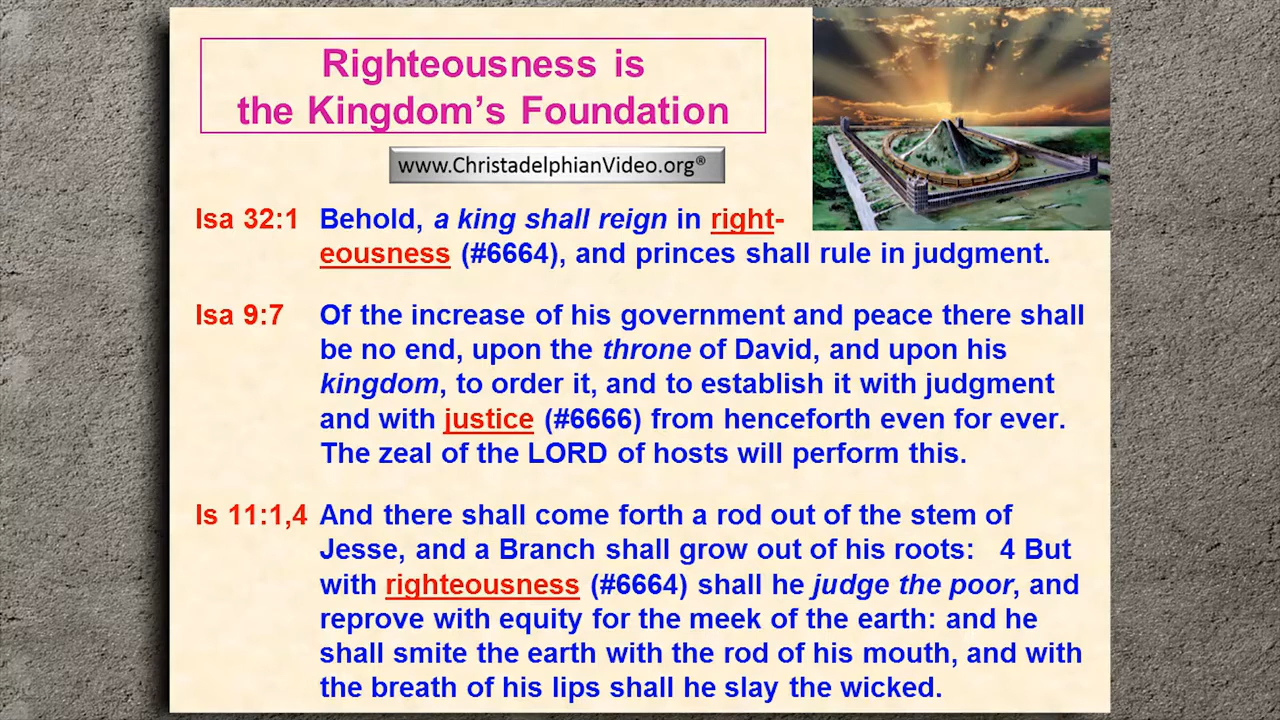 Righteousness is
the Kingdom's Foundation
www.ChristadelphianVideo.org®
Isa 32:1 Behold, a king shall reign in right-
eousness (#6664), and princes shall rule in judgment.
Isa 9:7 Of the increase of his government and peace there shall
be no end, upon the throne of David, and upon his
kingdom, to order it, and to establish it with judgment
and with justice (#6666) from henceforth even for ever.
The zeal of the LORD of hosts will perform this.
Is 11:1,4 And there shall come forth a rod out of the stem of
Jesse, and a Branch shall grow out of his roots: 4 But
with righteousness (#6664) shall he judge the poor, and
reprove with equity for the meek of the earth: and he
shall smite the earth with the rod of his mouth, and with
the breath of his lips shall he slay the wicked.